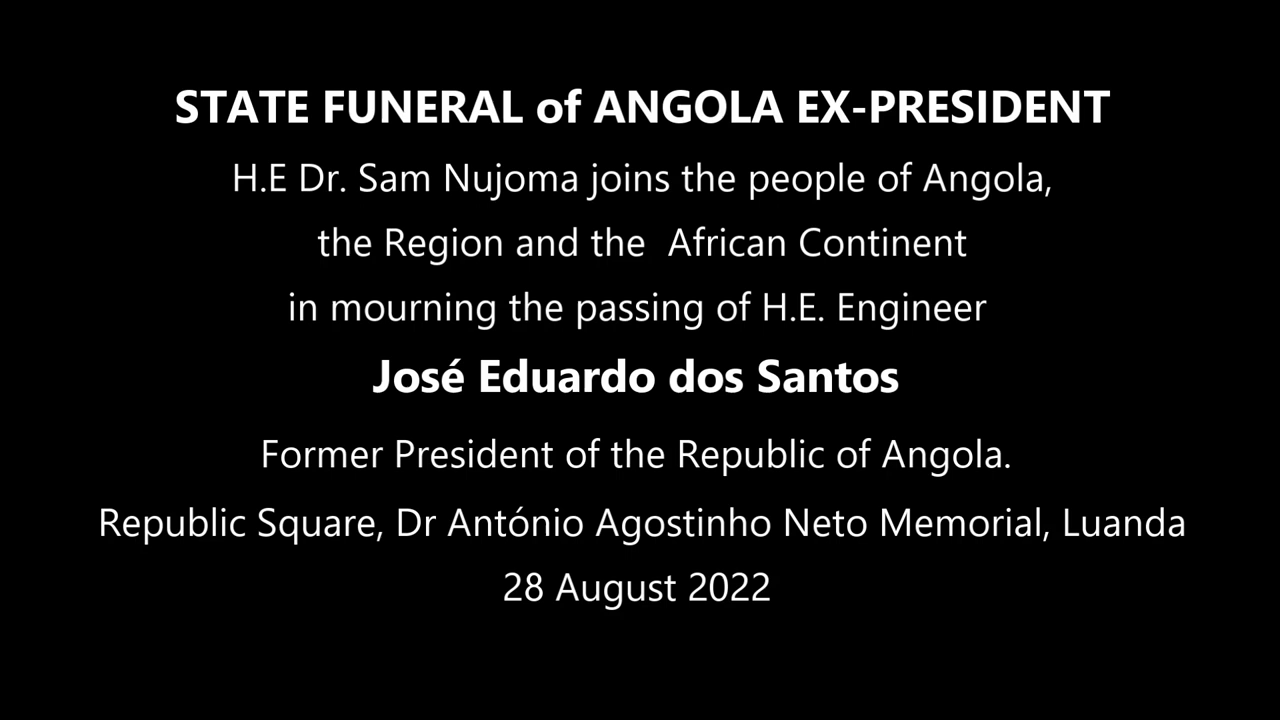 STATE FUNERAL of ANGOLA EX-PRESIDENT
H.E Dr. Sam Nujoma joins the people of Angola,
the Region and the  African Continent
in mourning the passing of H.E. Engineer
José Eduardo dos Santos
Former President of the Republic of Angola.
Republic Square, Dr António Agostinho Neto Memorial, Luanda
28 August 2022